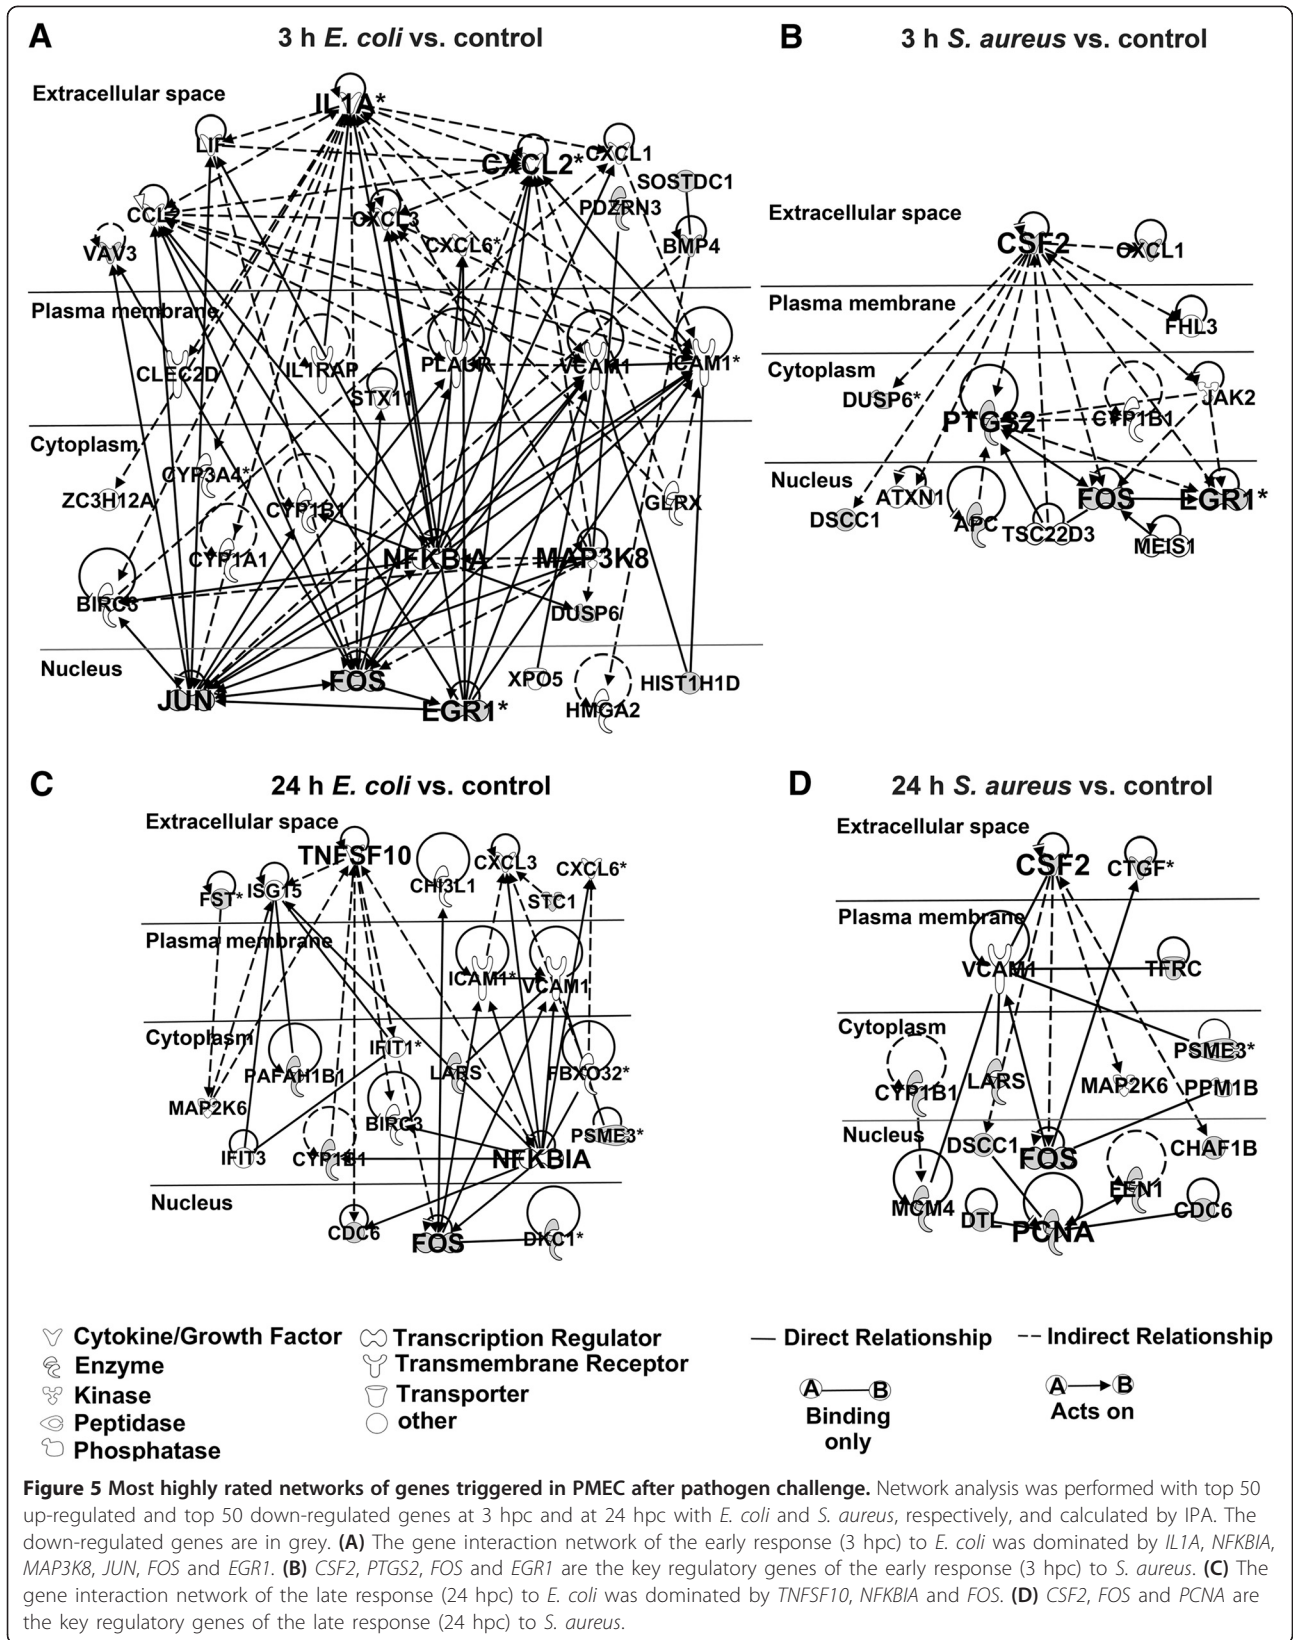 A
3 h E. coli vs. control
Extracellular space
IL1A*
LIF
CXCL2*
CXCL1
SOSTDC1
PDZRN3
CCL2
CXCL3
CXCL6*
BMP4
VAV3
Plasma membrane
CLEC2D
IL1RAP
STX11
PLAUR
VCAM1
ICAM1*
Cytoplasm
CYP3A4*
ZC3H12A
CYP1B1
GLRX
CYP1A1
NFKBIA
MAP3K8
BIRC3
DUSP6
Nucleus
JUN
FOS
EGR1*
XPO5
HMGA2
HIST1H1D
B
3 h S. aureus vs. control
Extracellular space
CSF2
CXCL1
Plasma membrane
FHL3
Cytoplasm
DUSP6*
PTGS2
CYP1B1
JAK2
Nucleus
ATXN1
DSCC1
APC
TSC22D3
FOS
EGR1*
MEIS1
C
24 h E. coli vs. control
Extracellular space
TNFSF10
FST*
ISG15
CHI3L1
CXCL3
CXCL6*
STC1
Plasma membrane
ICAM1*
VCAM1
Cytoplasm
IFIT1*
PAFAH1B1
LARS
FBXO32*
MAP2K6
BIRC3
PSME3*
IFIT3
CYP1B1
NFKBIA
Nucleus
CDC6
FOS
DKC1*
D
24 h S. aureus vs. control
Extracellular space
CSF2
CTGF*
Plasma membrane
VCAM1
TFRC
Cytoplasm
PSME3*
CYP1B1
LARS
MAP2K6
PPM1B
Nucleus
DSCC1
FOS
CHAF1B
MCM4
DTL
PCNA
FEN1
CDC6
Cytokine/Growth Factor
Enzyme
Kinase
Peptidase
Phosphatase
Transcription Regulator
Transmembrane Receptor
Transporter
other
Direct Relationship
Indirect Relationship
A B
Binding
only
A B
Acts on
Figure 5 Most highly rated networks of genes triggered in PMEC after pathogen challenge. Network analysis was performed with top 50
up-regulated and top 50 down-regulated genes at 3 hpc and at 24 hpc with E. coli and S. aureus, respectively, and calculated by IPA. The
down-regulated genes are in grey. (A) The gene interaction network of the early response (3 hpc) to E. coli was dominated by IL1A, NFKBIA,
MAP3K8, JUN, FOS and EGR1. (B) CSF2, PTGS2, FOS and EGR1 are the key regulatory genes of the early response (3 hpc) to S. aureus. (C) The
gene interaction network of the late response (24 hpc) to E. coli was dominated by TNFSF10, NFKBIA and FOS. (D) CSF2, FOS and PCNA are
the key regulatory genes of the late response (24 hpc) to S. aureus.